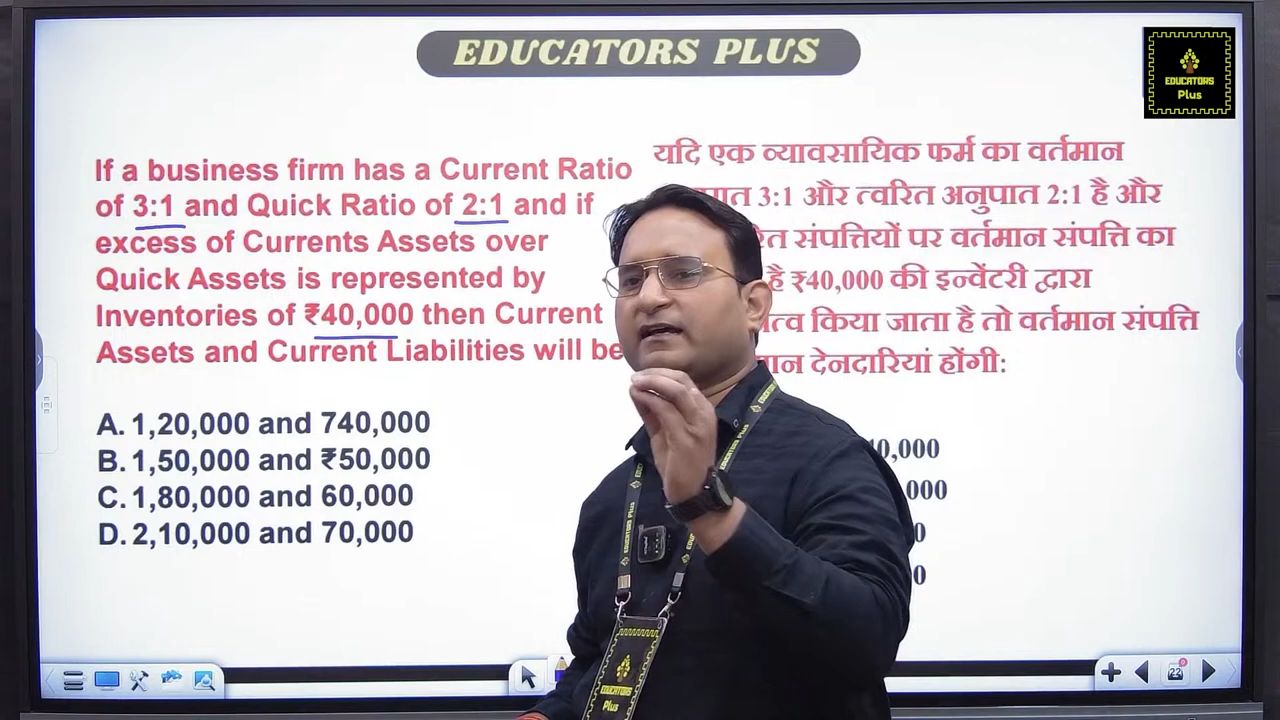 EDUCATORS PLUS
EDUCATORS
Plus
If a business firm has a Current Ratio
of 3:1 and Quick Ratio of 2:1 and if
excess of Currents Assets over
Quick Assets is represented by
Inventories of ₹40,000 then Current
Assets and Current Liabilities will be
A. 1,20,000 and 740,000
B. 1,50,000 and ₹50,000
C. 1,80,000 and 60,000
D. 2,10,000 and 70,000
यदि एक व्यावसायिक फर्म का वर्तमान
3:1 और त्वरित अनुपात 2:1 है और
संपत्तियों पर वर्तमान संपत्ति का
है ₹40,000 की इन्वेंटरी द्वारा
किया जाता है तो वर्तमान संपत्ति
देनदारियां होंगी:
22
EDUCATORS
Plus